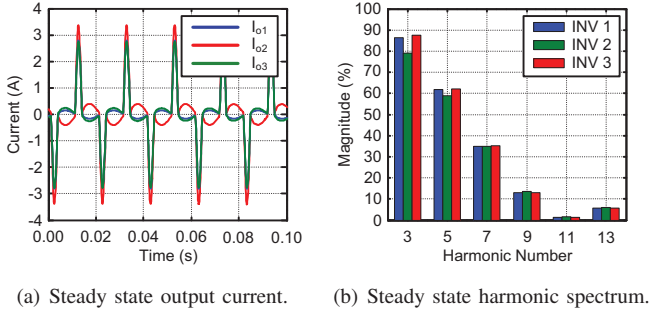 4
3
2
1
0
-1
-2
-3
-4
Current (A)
I_o1
I_o2
I_o3
0.00 0.02 0.04 0.06 0.08 0.10
Time (s)
(a) Steady state output current.
100
90
80
70
60
50
40
30
20
10
0
Magnitude (%)
INV 1
INV 2
INV 3
3 5 7 9 11 13
Harmonic Number
(b) Steady state harmonic spectrum.